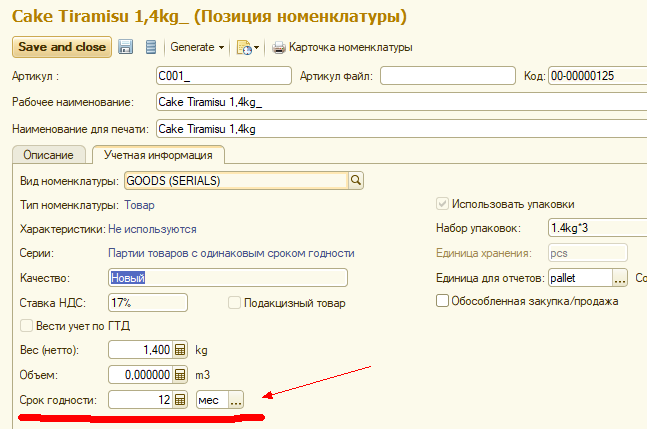 Cake Tiramisu 1,4kg_ (Позиция номенклатуры)
Save and close Generate Карточка номенклатуры
Артикул : C001_ Артикул файл: Код: 00-00000125
Рабочее наименование: Cake Tiramisu 1,4kg_
Наименование для печати: Cake Tiramisu 1,4kg
Описание Учетная информация
Вид номенклатуры: GOODS (SERIALS)
Тип номенклатуры: Товар Использовать упаковки
Характеристики: Не используются Набор упаковок: 1.4kg*3
Серии: Партии товаров с одинаковым сроком годности Единица хранения: pcs
Качество: Новый Единица для отчетов: pallet ... Со
Ставка НДС: 17% Подакцизный товар Обособленная закупка/продажа
Вести учет по ГТД
Вес (нетто): 1,400 kg
Объем: 0,000000 m3
Срок годности: 12 мес ...